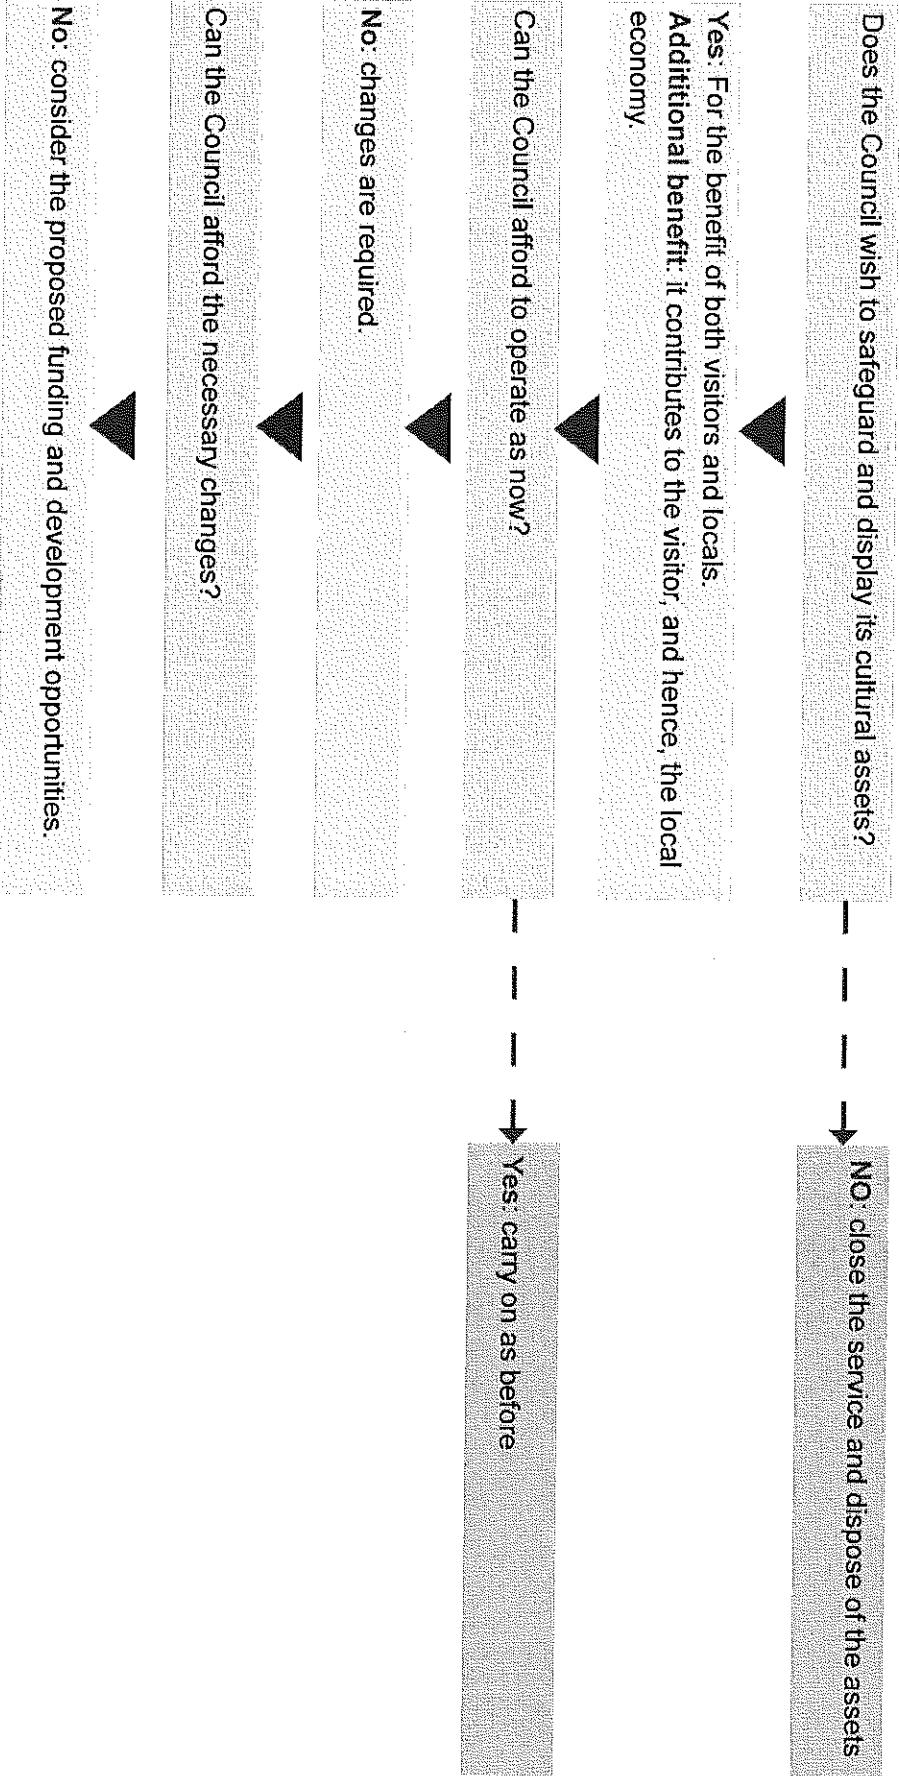 Does the Council wish to safeguard and display its cultural assets?
NO: close the service and dispose of the assets
Yes: For the benefit of both visitors and locals.
Addititional benefit: it contributes to the visitor, and hence, the local
economy.
Can the Council afford to operate as now?
Yes: carry on as before
No: changes are required.
Can the Council afford the necessary changes?
No: consider the proposed funding and development opportunities.